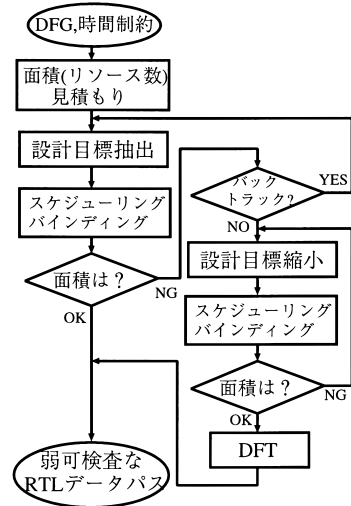 DFG,時間制約
面積(リソース数)
見積もり
設計目標抽出
スケジューリング
バインディング
面積は？
NG
OK
バック
トラック?
YES
NO
設計目標縮小
スケジューリング
バインディング
面積は？
NG
OK
DFT
弱可検査な
RTLデータパス